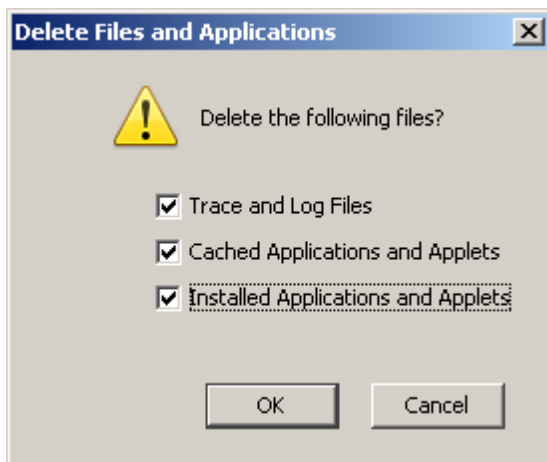 Delete Files and Applications
Delete the following files?
Trace and Log Files
Cached Applications and Applets
Installed Applications and Applets
OK
Cancel